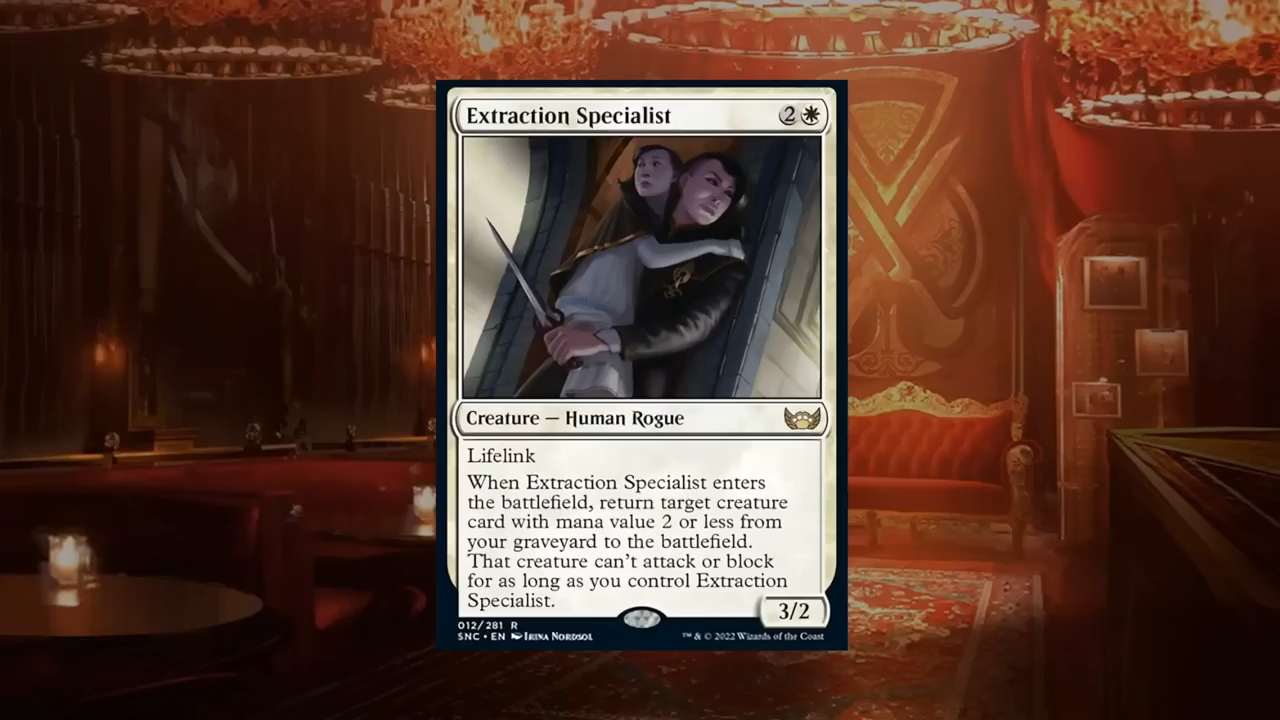 Extraction Specialist 2
Creature — Human Rogue
Lifelink
When Extraction Specialist enters
the battlefield, return target creature
card with mana value 2 or less from
your graveyard to the battlefield.
That creature can't attack or block
for as long as you control Extraction
Specialist.
3/2
012/281 R
SNC • EN Irina Nordsol
™ & © 2022 Wizards of the Coast